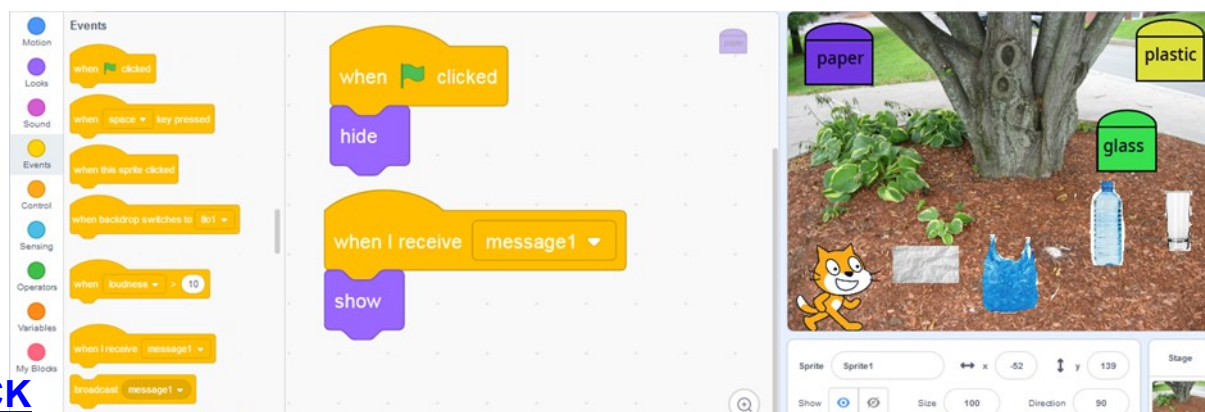 Events
Motion
Looks
Sound
Events
Control
Sensing
Operators
Variables
My Blocks
when clicked
when space key pressed
when this sprite clicked
when backdrop switches to
when loudness > 10
when I receive message1
broadcast message1
CK
when clicked
hide
when I receive message1
show
paper
paper
plastic
glass
Sprite Sprite1 x -52 y 139
Show Size 100 Direction 90
Stage